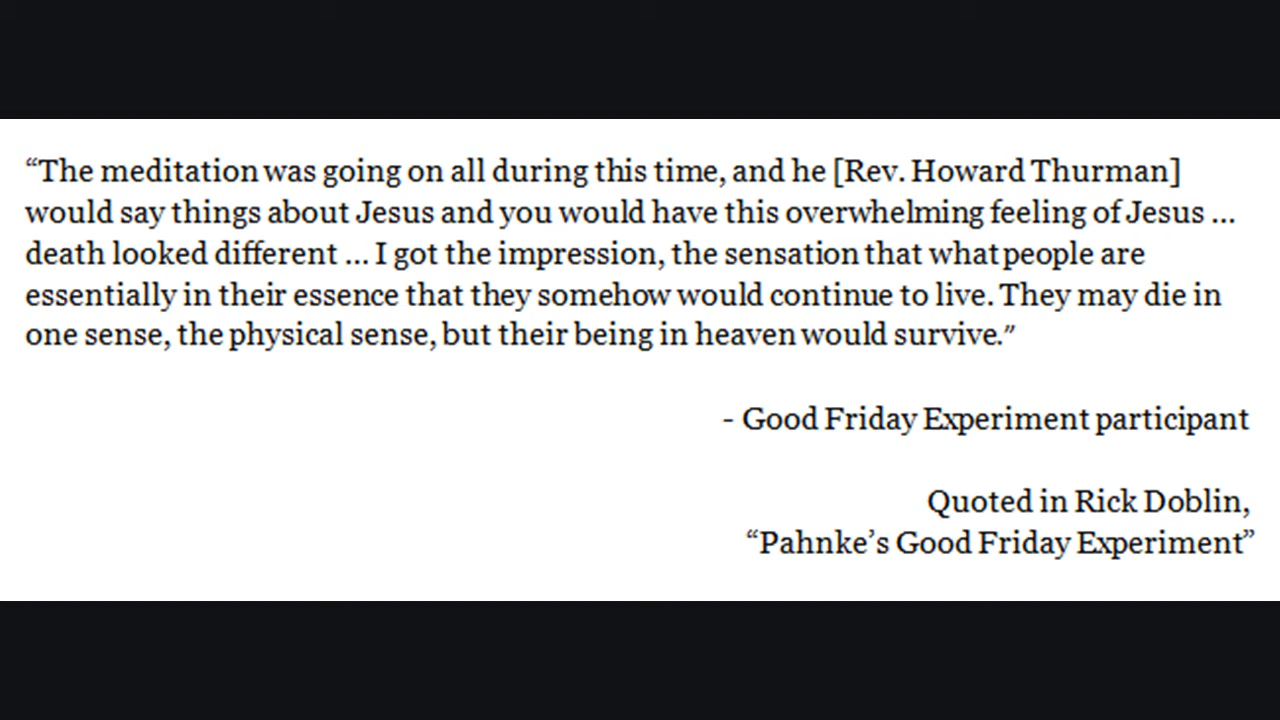 “The meditation was going on all during this time, and he [Rev. Howard Thurman]
would say things about Jesus and you would have this overwhelming feeling of Jesus ...
death looked different ... I got the impression, the sensation that what people are
essentially in their essence that they somehow would continue to live. They may die in
one sense, the physical sense, but their being in heaven would survive.”
- Good Friday Experiment participant
Quoted in Rick Doblin,
“Pahnke’s Good Friday Experiment”